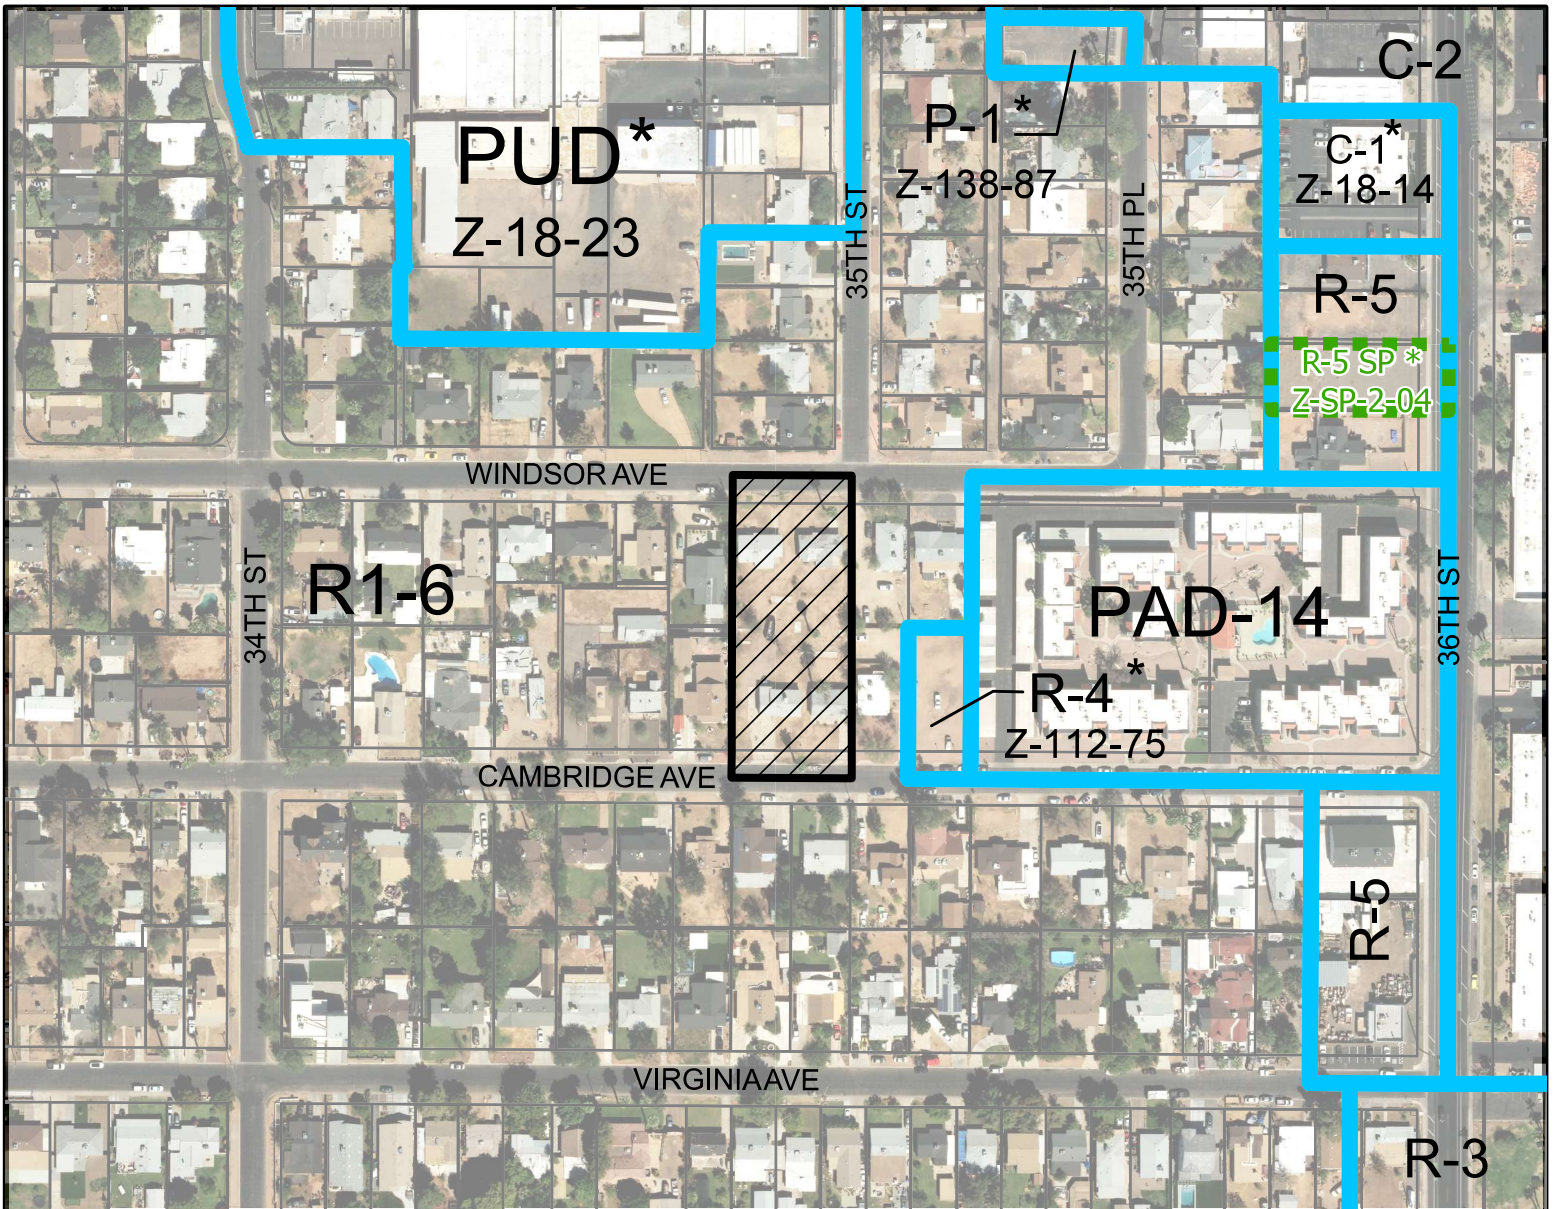 C-2
PUD*
Z-18-23
P-1 *
Z-138-87
C-1*
Z-18-14
35TH ST
35TH PL
R-5
R-5 SP *
Z-SP-2-04
WINDSOR AVE
34TH ST
R1-6
PAD-14
36TH ST
R-4 *
Z-112-75
CAMBRIDGE AVE
R-5
VIRGINIA AVE
R-3